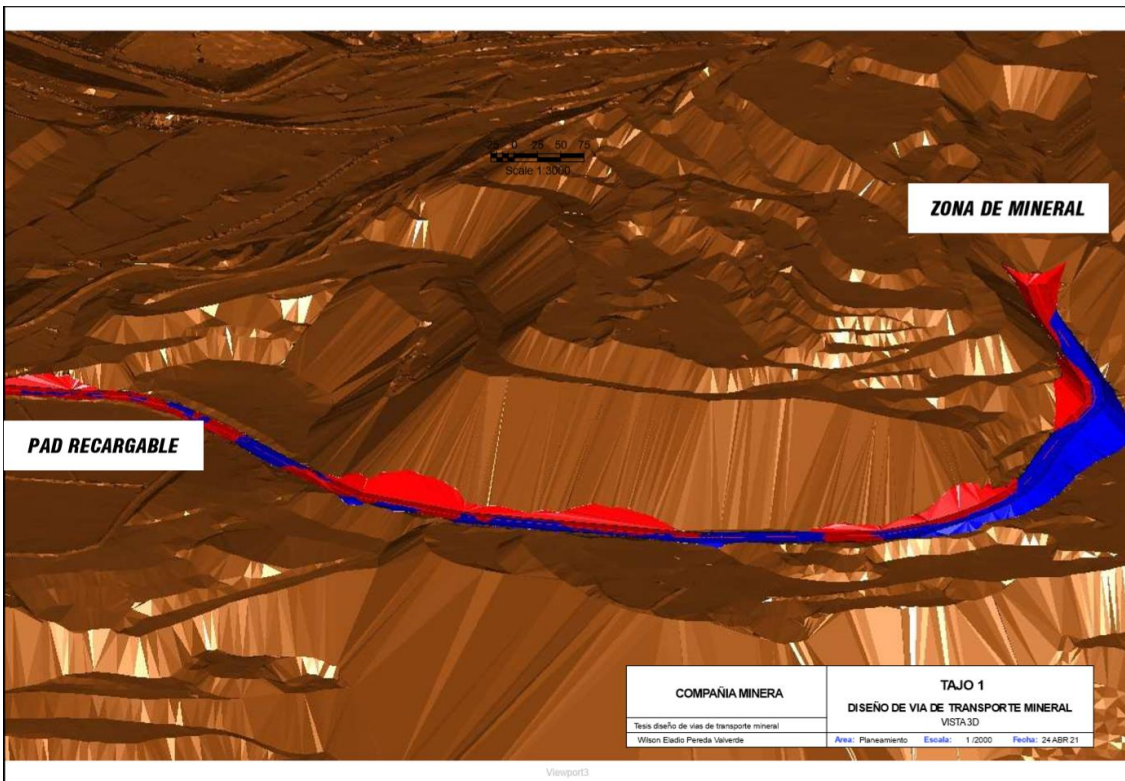 25 0 25 50 75
Scale 1:3000
ZONA DE MINERAL
PAD RECARGABLE
COMPAÑIA MINERA
Tesis diseño de vias de transporte mineral
Wilson Eladio Pereda Valverde
TAJO 1
DISEÑO DE VIA DE TRANSPORTE MINERAL
VISTA 3D
Area: Planeamiento Escala: 1 /2000 Fecha: 24 ABR 21
Viewport3